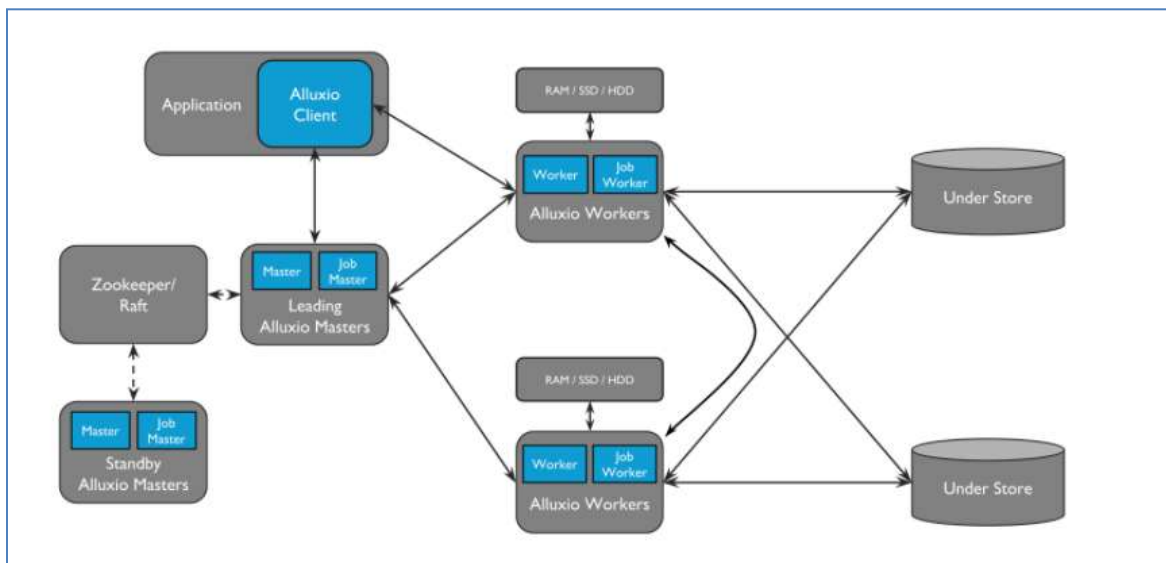 Application
Alluxio
Client
RAM / SSD / HDD
Worker
Job
Worker
Alluxio Workers
Under Store
Zookeeper/
Raft
Master
Job
Master
Leading
Alluxio Masters
RAM / SSD / HDD
Master
Job
Master
Standby
Alluxio Masters
Worker
Job
Worker
Alluxio Workers
Under Store